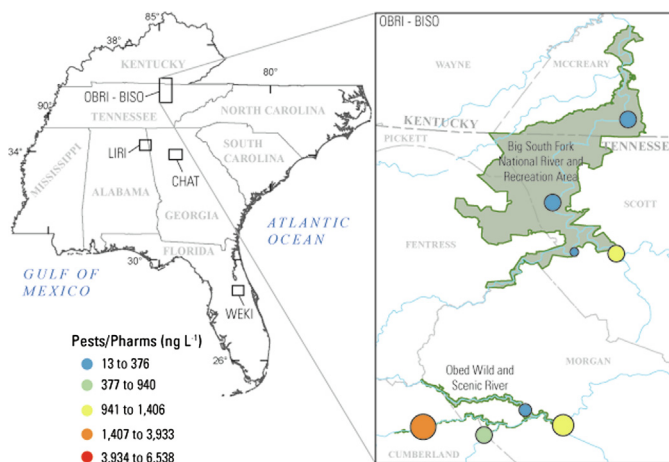 85°
38°
KENTUCKY
OBRI - BISO
80°
90°
TENNESSEE
NORTH CAROLINA
34°
LIRI
CHAT
SOUTH
CAROLINA
MISSISSIPPI
ALABAMA
GEORGIA
ATLANTIC
OCEAN
FLORIDA
30°
GULF OF
MEXICO
WEKI
26°
Pests/Pharms (ng L-1)
13 to 376
377 to 940
941 to 1,406
1,407 to 3,933
3,934 to 6,538
OBRI - BISO
WAYNE
MCCREARY
KENTUCKY
PICKETT
TENNESSE
Big South Fork
National River and
Recreation Area
SCOTT
FENTRESS
MORGAN
Obed Wild and
Scenic River
CUMBERLAND